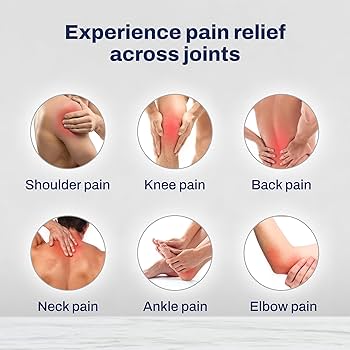 Experience pain relief
across joints
Shoulder pain
Knee pain
Back pain
Neck pain
Ankle pain
Elbow pain